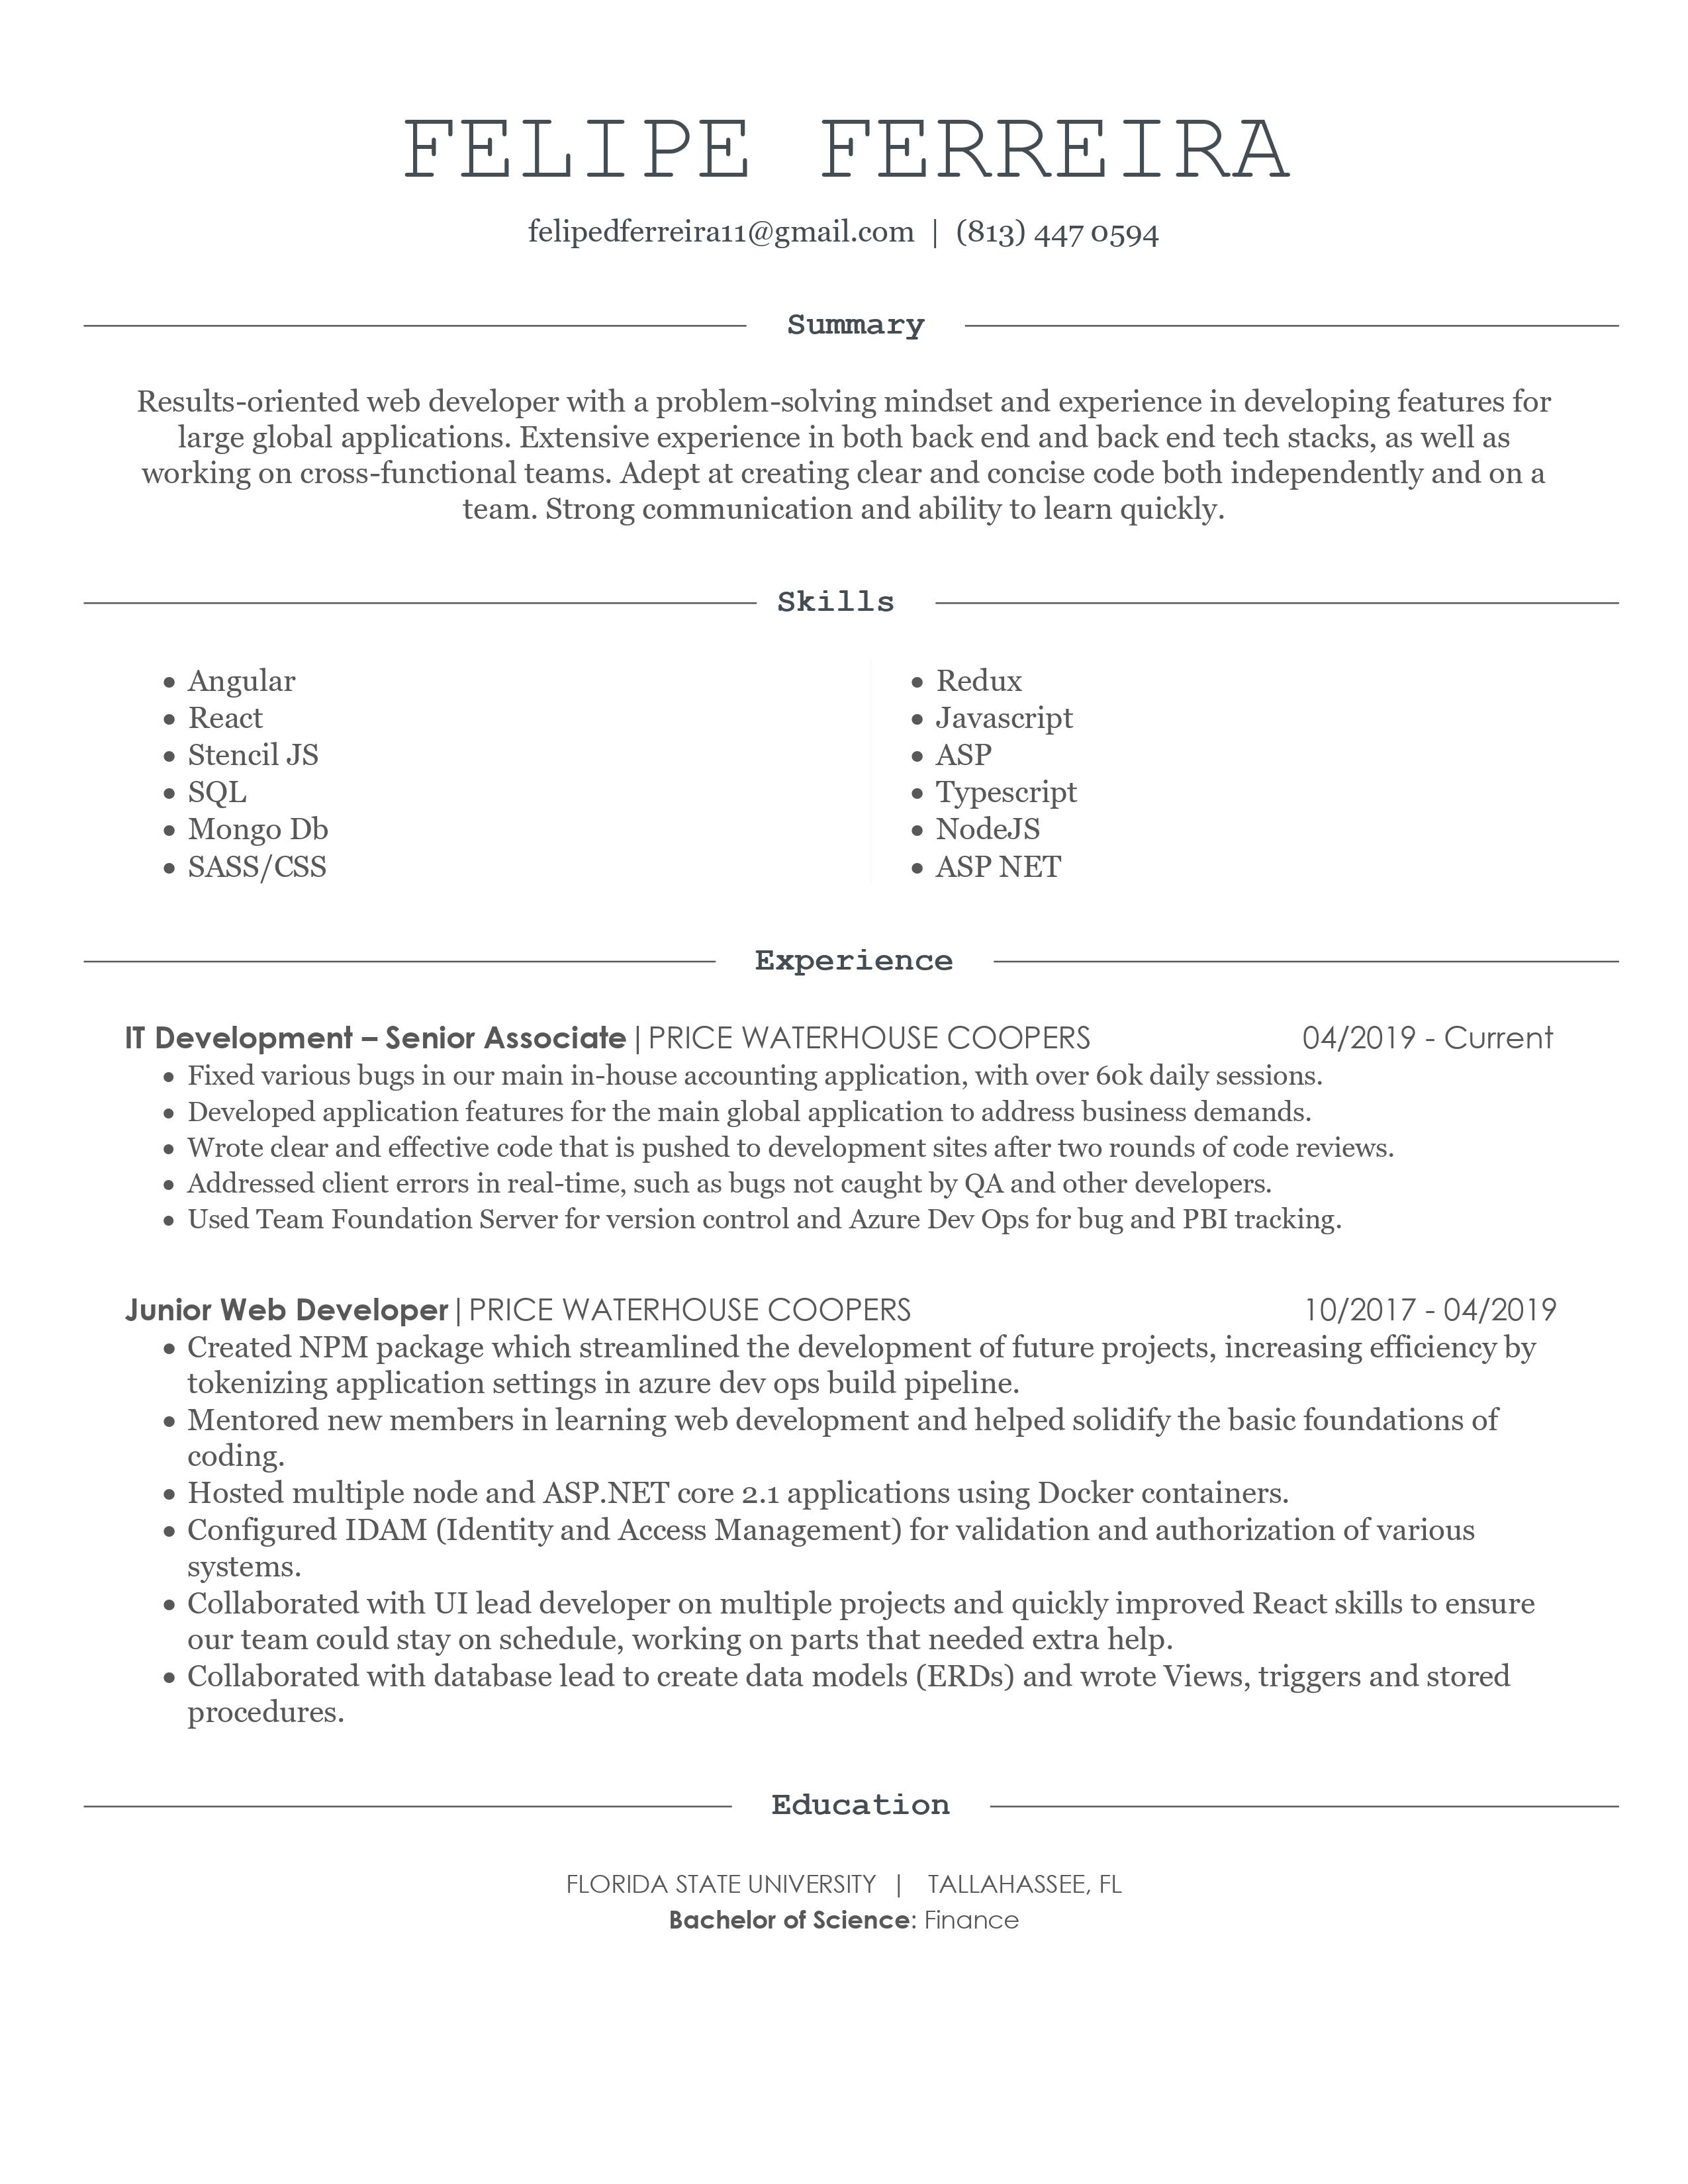 FELIPE FERREIRA
felipedferreira11@gmail.com | (813) 447 0594
Summary
Results-oriented web developer with a problem-solving mindset and experience in developing features for
large global applications. Extensive experience in both back end and back end tech stacks, as well as
working on cross-functional teams. Adept at creating clear and concise code both independently and on a
team. Strong communication and ability to learn quickly.
Skills
• Angular
• React
• Stencil JS
• SQL
• Mongo Db
• SASS/CSS
• Redux
• Javascript
• ASP
• Typescript
• NodeJS
• ASP NET
Experience
IT Development – Senior Associate | PRICE WATERHOUSE COOPERS 04/2019 - Current
• Fixed various bugs in our main in-house accounting application, with over 60k daily sessions.
• Developed application features for the main global application to address business demands.
• Wrote clear and effective code that is pushed to development sites after two rounds of code reviews.
• Addressed client errors in real-time, such as bugs not caught by QA and other developers.
• Used Team Foundation Server for version control and Azure Dev Ops for bug and PBI tracking.
Junior Web Developer | PRICE WATERHOUSE COOPERS 10/2017 - 04/2019
• Created NPM package which streamlined the development of future projects, increasing efficiency by
tokenizing application settings in azure dev ops build pipeline.
• Mentored new members in learning web development and helped solidify the basic foundations of
coding.
• Hosted multiple node and ASP.NET core 2.1 applications using Docker containers.
• Configured IDAM (Identity and Access Management) for validation and authorization of various
systems.
• Collaborated with UI lead developer on multiple projects and quickly improved React skills to ensure
our team could stay on schedule, working on parts that needed extra help.
• Collaborated with database lead to create data models (ERDs) and wrote Views, triggers and stored
procedures.
Education
FLORIDA STATE UNIVERSITY | TALLAHASSEE, FL
Bachelor of Science: Finance